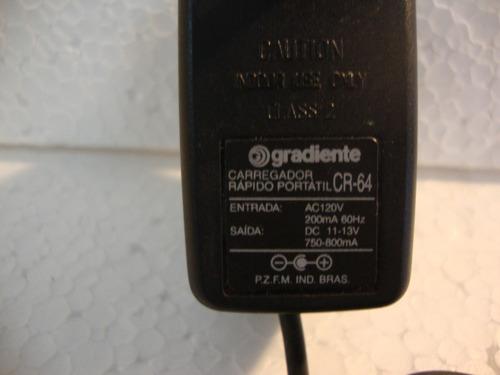 CAUTION
INDOOR USE ONLY
CLASS 2
gradiente
CARREGADOR
RÁPIDO PORTÁTIL CR-64
ENTRADA: AC120V
200mA 60Hz
SAÍDA: DC 11-13V
750-800mA
P.Z.F.M. IND. BRAS.